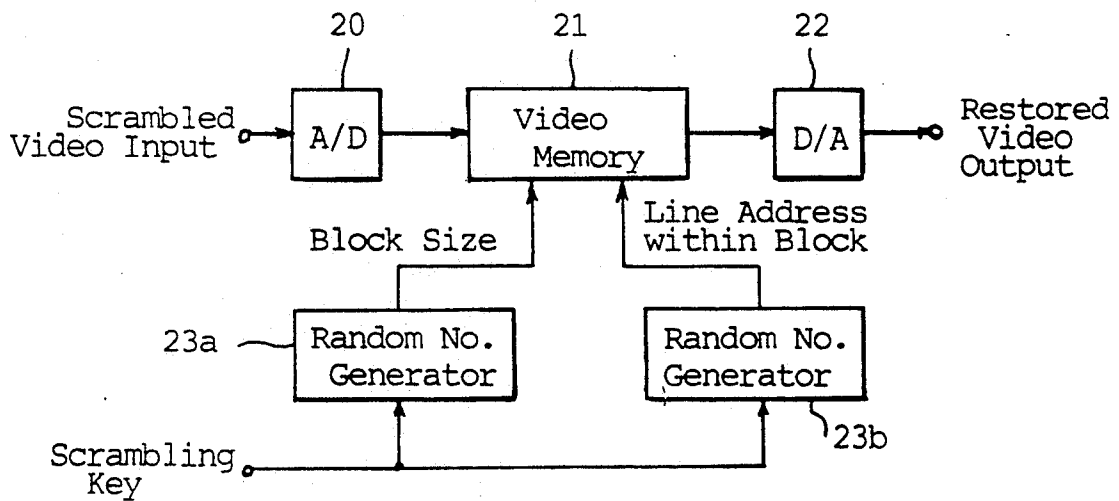 20
21
22
Scrambled
Video Input
A/D
Video
Memory
D/A
Restored
Video
Output
Block Size
Line Address
within Block
23a
Random No.
Generator
Random No.
Generator
23b
Scrambling
Key